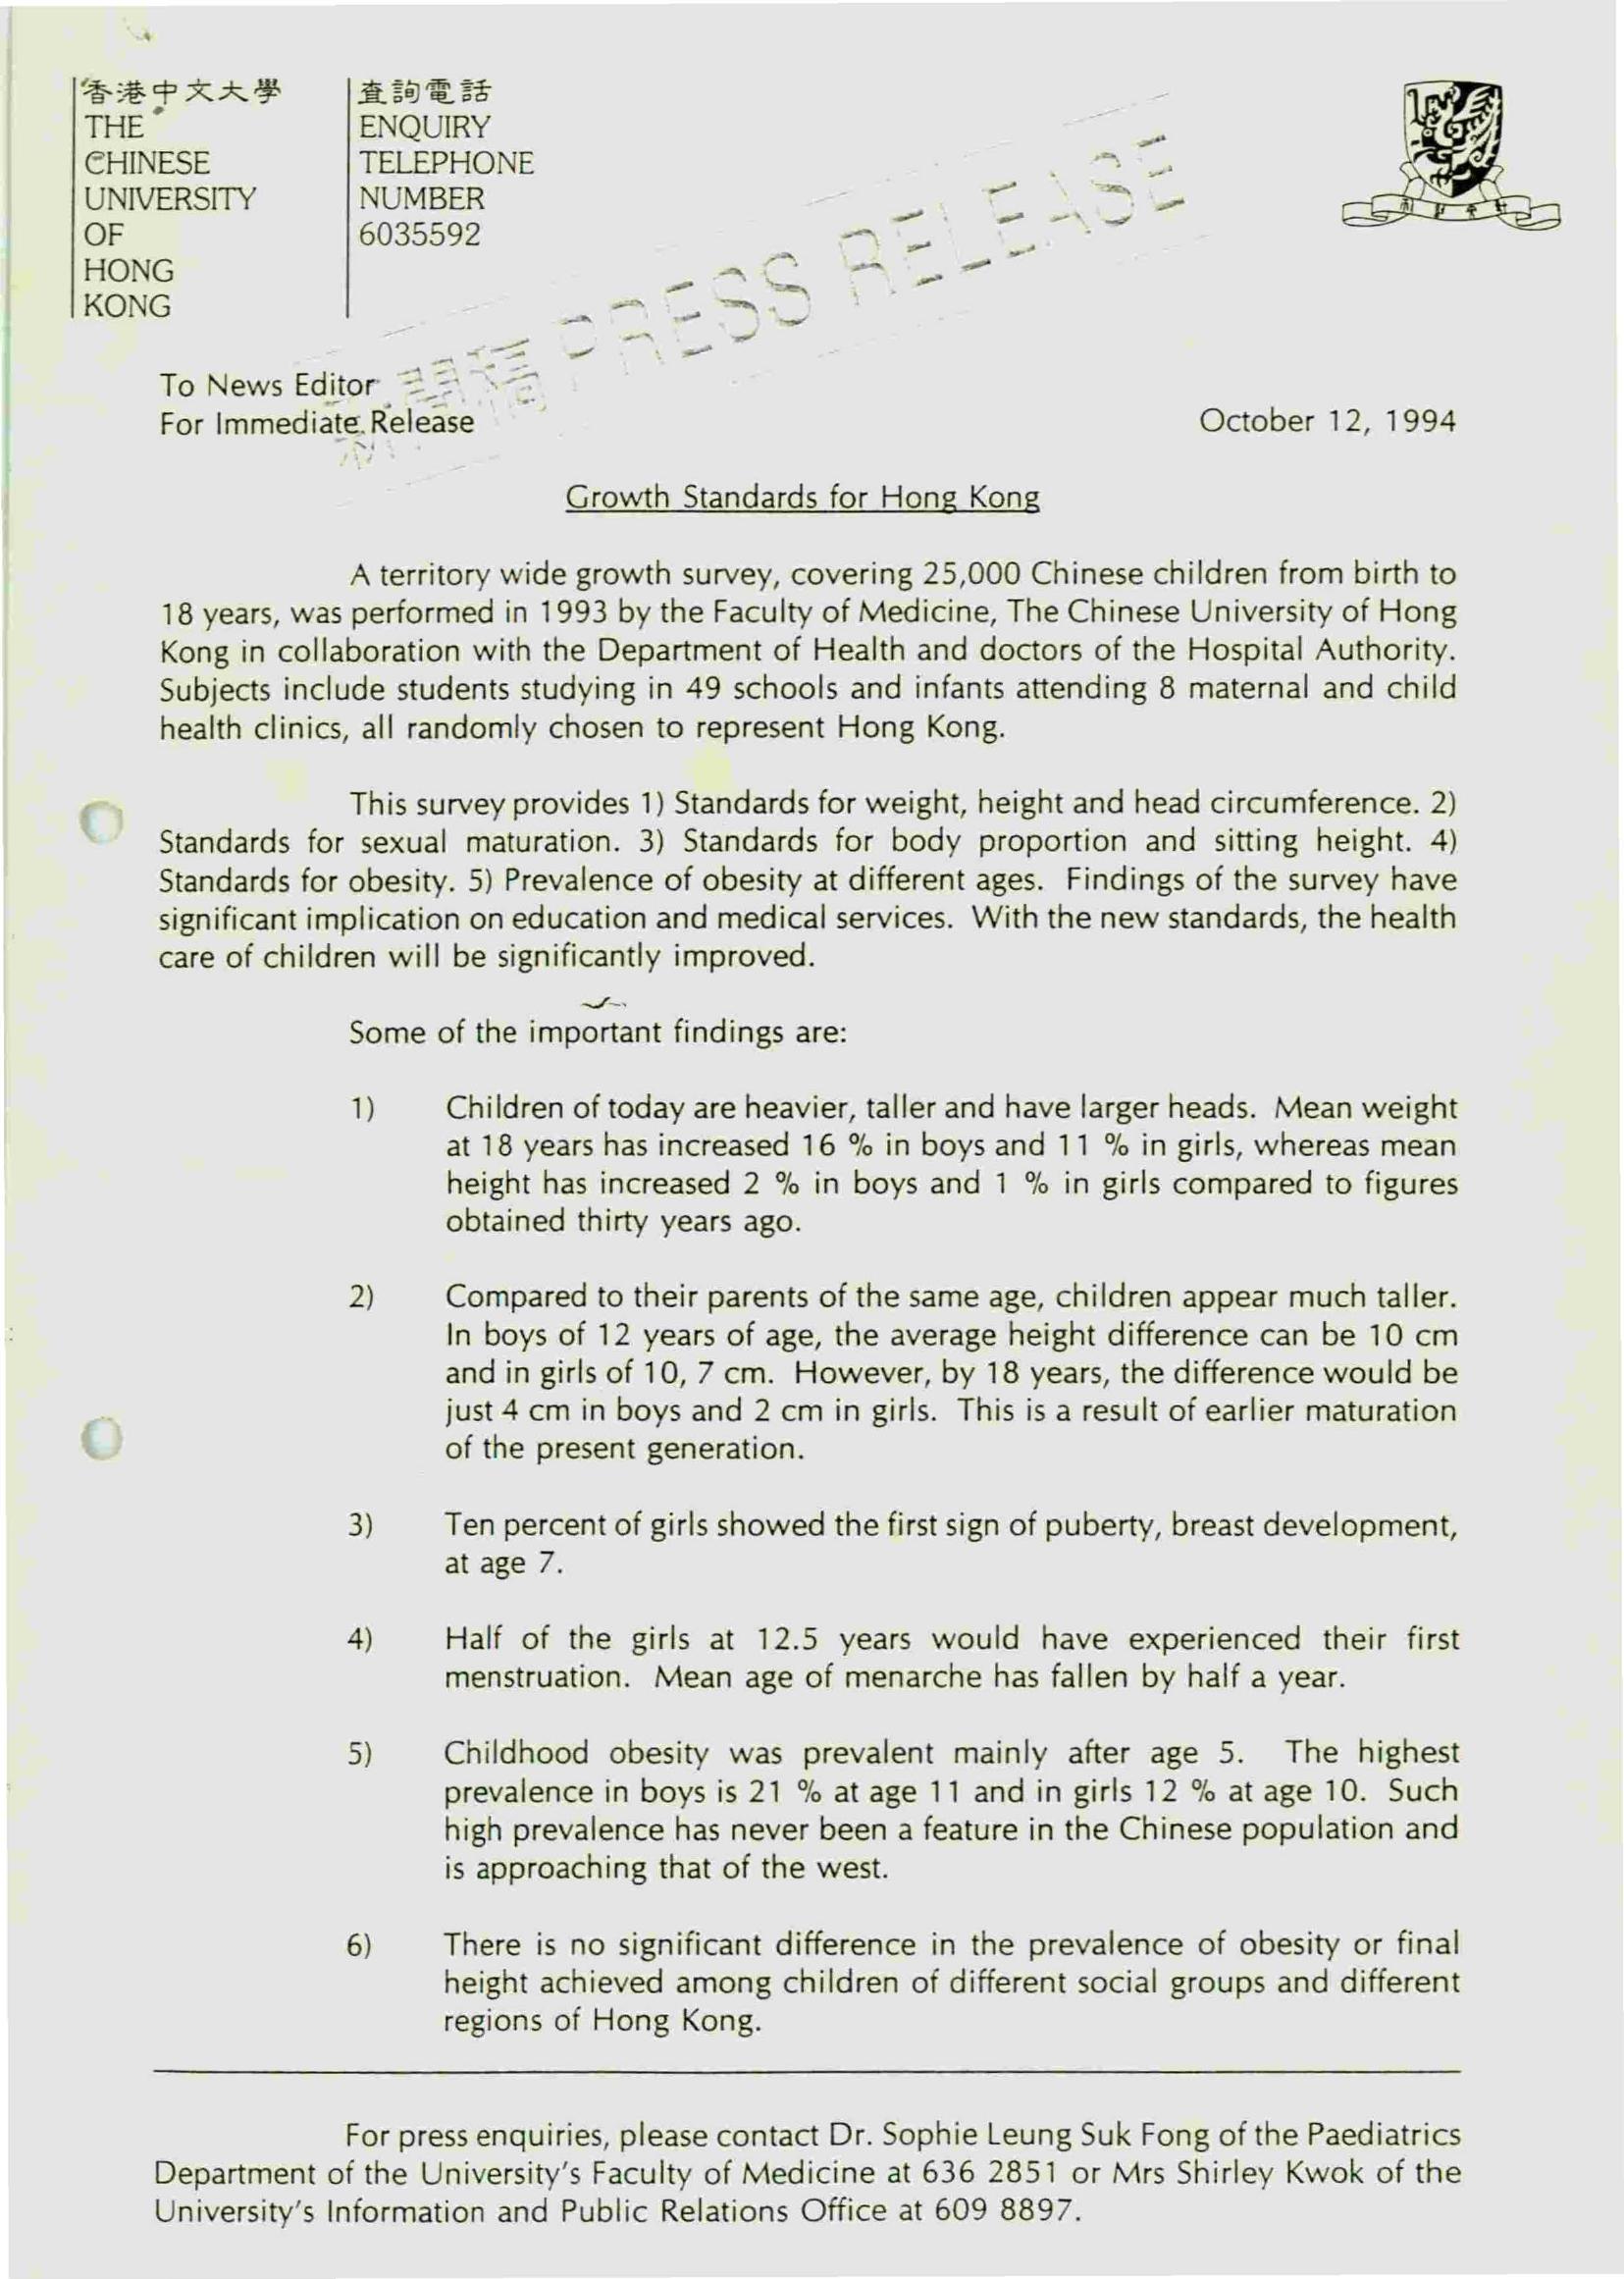 香港中文大學
THE
CHINESE
UNIVERSITY
OF
HONG
KONG
查詢電話
ENQUIRY
TELEPHONE
NUMBER
6035592
新聞稿 PRESS RELEASE
To News Editor
For Immediate Release
October 12, 1994
Growth Standards for Hong Kong
A territory wide growth survey, covering 25,000 Chinese children from birth to
18 years, was performed in 1993 by the Faculty of Medicine, The Chinese University of Hong
Kong in collaboration with the Department of Health and doctors of the Hospital Authority.
Subjects include students studying in 49 schools and infants attending 8 maternal and child
health clinics, all randomly chosen to represent Hong Kong.
This survey provides 1) Standards for weight, height and head circumference. 2)
Standards for sexual maturation. 3) Standards for body proportion and sitting height. 4)
Standards for obesity. 5) Prevalence of obesity at different ages. Findings of the survey have
significant implication on education and medical services. With the new standards, the health
care of children will be significantly improved.
Some of the important findings are:
1) Children of today are heavier, taller and have larger heads. Mean weight
at 18 years has increased 16 % in boys and 11 % in girls, whereas mean
height has increased 2 % in boys and 1 % in girls compared to figures
obtained thirty years ago.
2) Compared to their parents of the same age, children appear much taller.
In boys of 12 years of age, the average height difference can be 10 cm
and in girls of 10, 7 cm. However, by 18 years, the difference would be
just 4 cm in boys and 2 cm in girls. This is a result of earlier maturation
of the present generation.
3) Ten percent of girls showed the first sign of puberty, breast development,
at age 7.
4) Half of the girls at 12.5 years would have experienced their first
menstruation. Mean age of menarche has fallen by half a year.
5) Childhood obesity was prevalent mainly after age 5. The highest
prevalence in boys is 21 % at age 11 and in girls 12 % at age 10. Such
high prevalence has never been a feature in the Chinese population and
is approaching that of the west.
6) There is no significant difference in the prevalence of obesity or final
height achieved among children of different social groups and different
regions of Hong Kong.
For press enquiries, please contact Dr. Sophie Leung Suk Fong of the Paediatrics
Department of the University's Faculty of Medicine at 636 2851 or Mrs Shirley Kwok of the
University's Information and Public Relations Office at 609 8897.